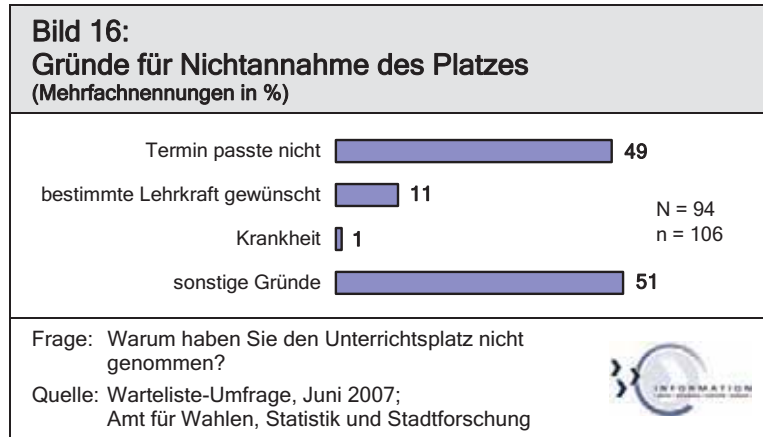 Bild 16:
Gründe für Nichtannahme des Platzes
(Mehrfachnennungen in %)
Termin passte nicht 49
bestimmte Lehrkraft gewünscht 11
Krankheit 1
sonstige Gründe 51
N = 94
n = 106
Frage: Warum haben Sie den Unterrichtsplatz nicht
genommen?
Quelle: Warteliste-Umfrage, Juni 2007;
Amt für Wahlen, Statistik und Stadtforschung
INFORMATION